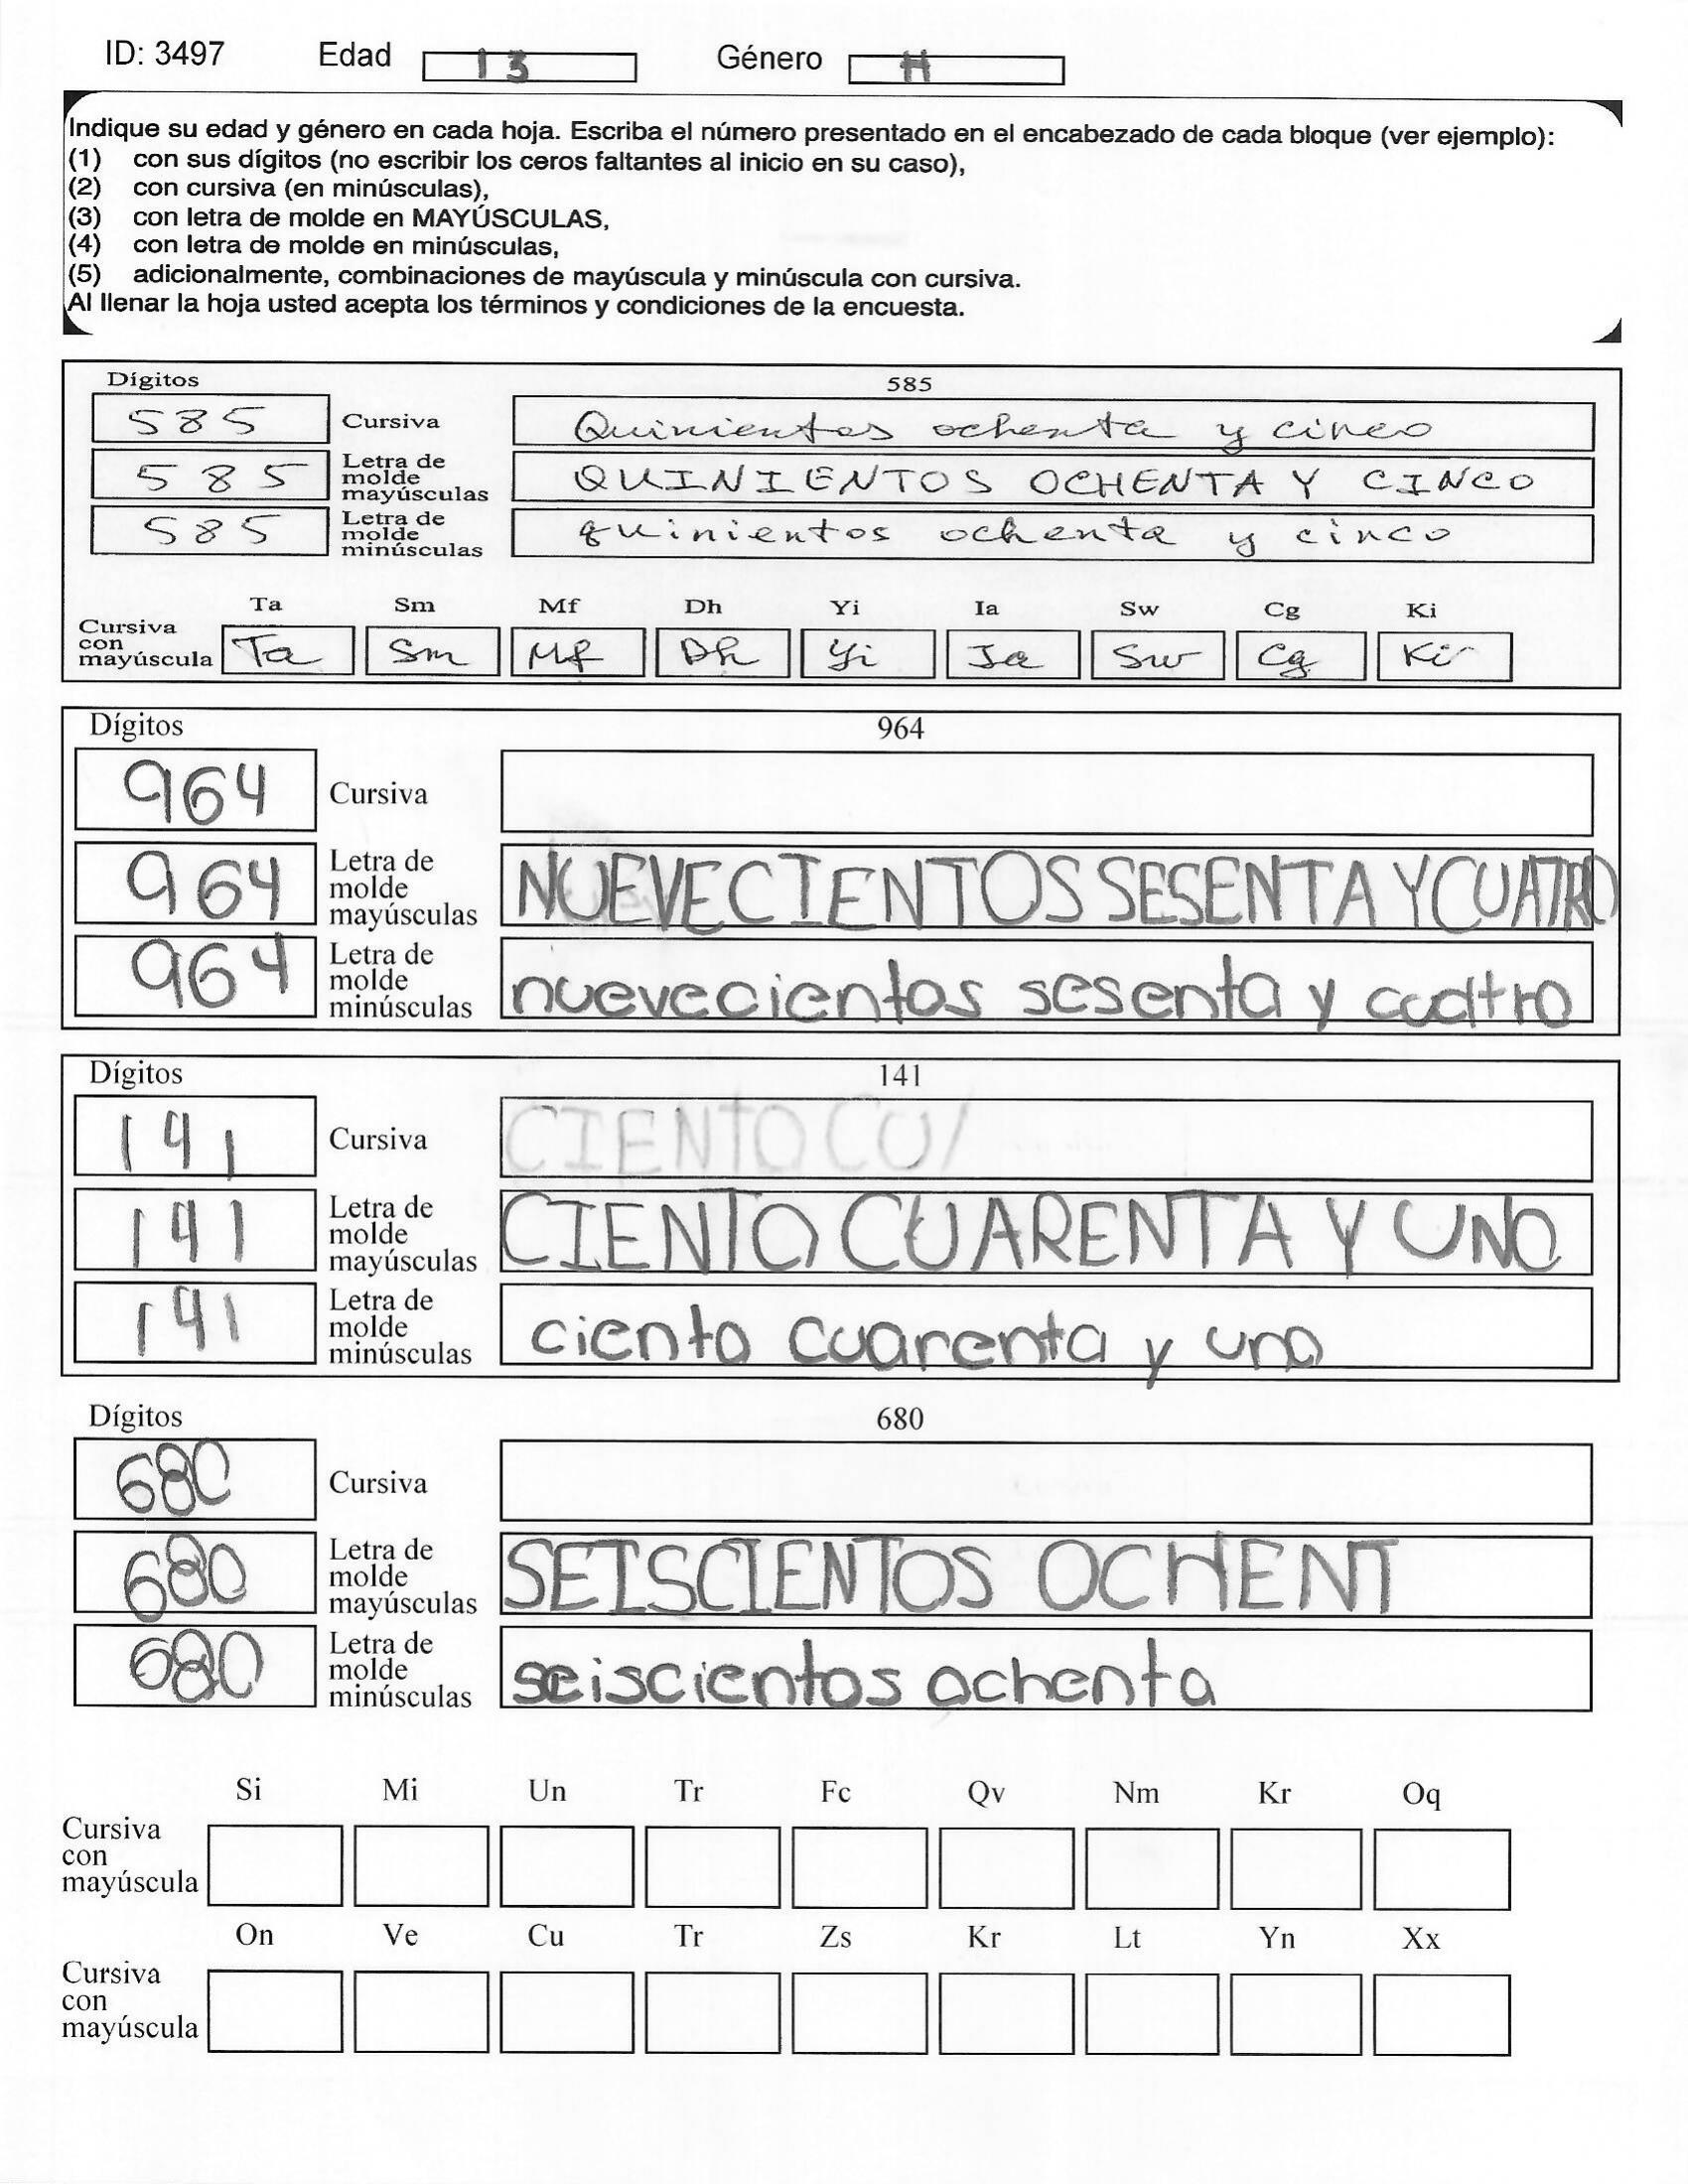 ID: 3497 Edad 13 Género H
Indique su edad y género en cada hoja. Escriba el número presentado en el encabezado de cada bloque (ver ejemplo):
(1) con sus dígitos (no escribir los ceros faltantes al inicio en su caso),
(2) con cursiva (en minúsculas),
(3) con letra de molde en MAYÚSCULAS,
(4) con letra de molde en minúsculas,
(5) adicionalmente, combinaciones de mayúscula y minúscula con cursiva.
Al llenar la hoja usted acepta los términos y condiciones de la encuesta.
Dígitos 585
585 Cursiva Quinientos ochenta y cinco
585 Letra de molde mayúsculas QUINIENTOS OCHENTA Y CINCO
585 Letra de molde minúsculas quinientos ochenta y cinco
Ta Sm Mf Dh Yi Ia Sw Cg Ki
Cursiva con mayúscula Ta Sm Mf Dh Yi Ia Sw Cg Ki
Dígitos 964
964 Cursiva
964 Letra de molde mayúsculas NUEVECIENTOS SESENTA Y CUATRO
964 Letra de molde minúsculas nuevecientos sesenta y cuatro
Dígitos 141
141 Cursiva CIENTO CU
141 Letra de molde mayúsculas CIENTO CUARENTA Y UNO
141 Letra de molde minúsculas ciento cuarenta y uno
Dígitos 680
680 Cursiva
680 Letra de molde mayúsculas SEISCIENTOS OCHENT
680 Letra de molde minúsculas seiscientos ochenta
Si Mi Un Tr Fc Qv Nm Kr Oq
Cursiva con mayúscula
On Ve Cu Tr Zs Kr Lt Yn Xx
Cursiva con mayúscula